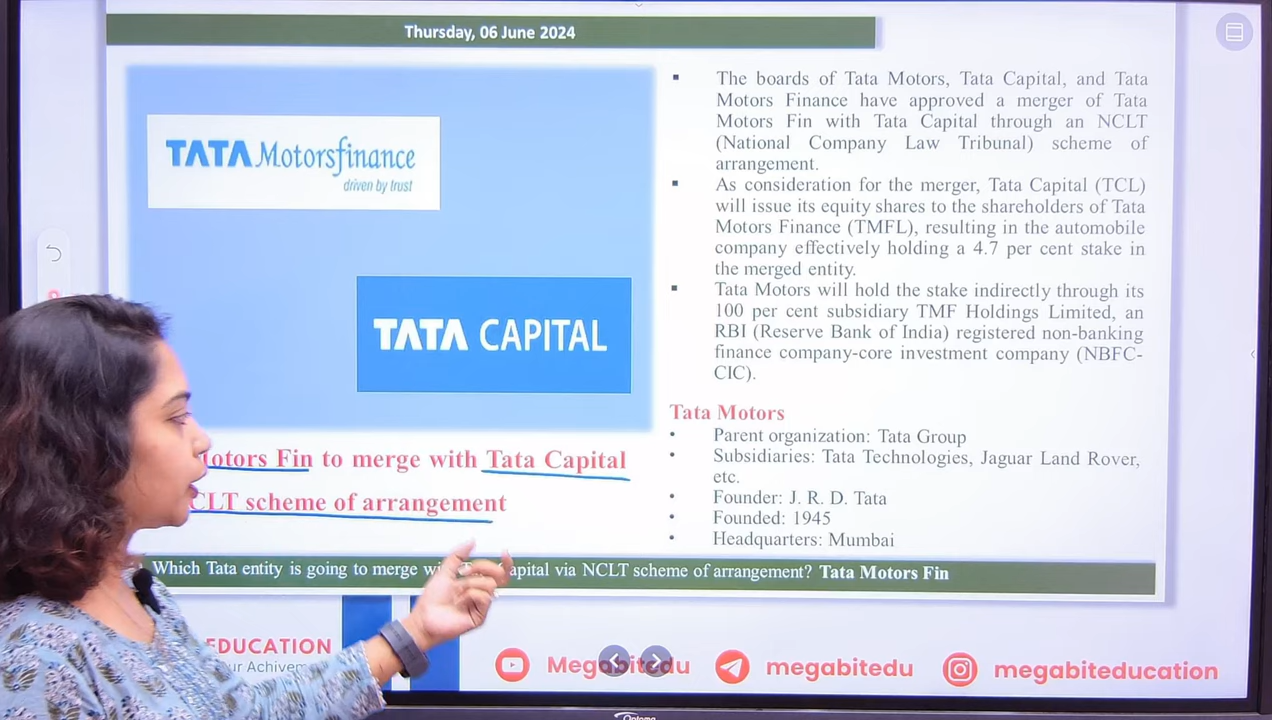 Thursday, 06 June 2024
TATA Motorsfinance
driven by trust
TATA CAPITAL
Motors Fin to merge with Tata Capital
NCLT scheme of arrangement
▪ The boards of Tata Motors, Tata Capital, and Tata
Motors Finance have approved a merger of Tata
Motors Fin with Tata Capital through an NCLT
(National Company Law Tribunal) scheme of
arrangement.
▪ As consideration for the merger, Tata Capital (TCL)
will issue its equity shares to the shareholders of Tata
Motors Finance (TMFL), resulting in the automobile
company effectively holding a 4.7 per cent stake in
the merged entity.
▪ Tata Motors will hold the stake indirectly through its
100 per cent subsidiary TMF Holdings Limited, an
RBI (Reserve Bank of India) registered non-banking
finance company-core investment company (NBFC-
CIC).
Tata Motors
• Parent organization: Tata Group
• Subsidiaries: Tata Technologies, Jaguar Land Rover,
etc.
• Founder: J. R. D. Tata
• Founded: 1945
• Headquarters: Mumbai
Which Tata entity is going to merge apital via NCLT scheme of arrangement? Tata Motors Fin
EDUCATION
ur Achivem
Megabitedu
megabitedu
megabiteducation
Optoma